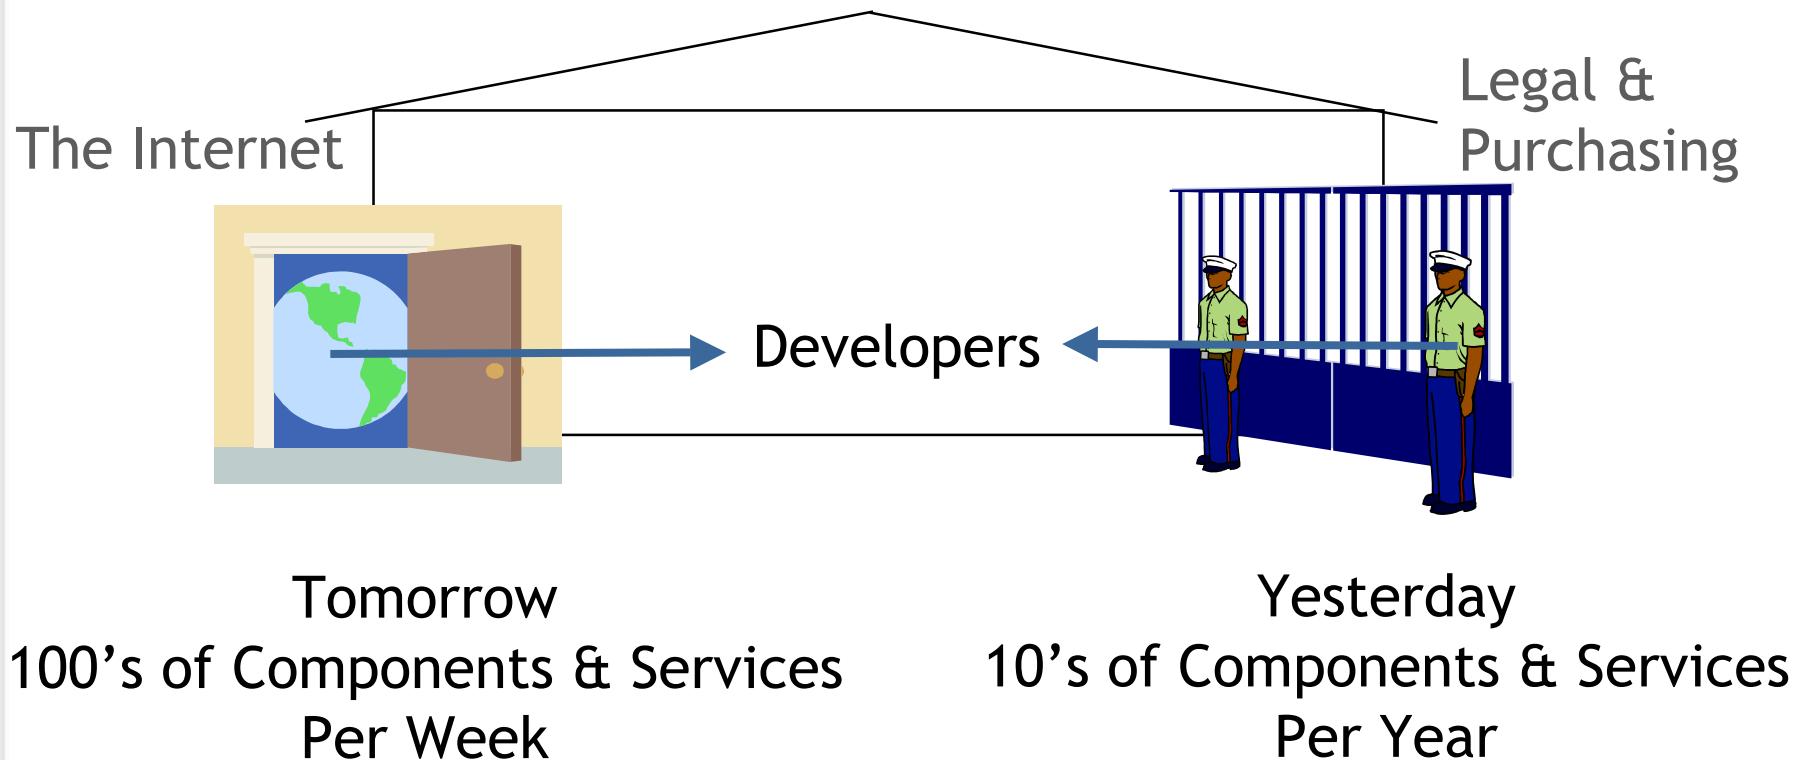 The Internet
Legal &
Purchasing
Developers
Tomorrow
100’s of Components & Services
Per Week
Yesterday
10’s of Components & Services
Per Year